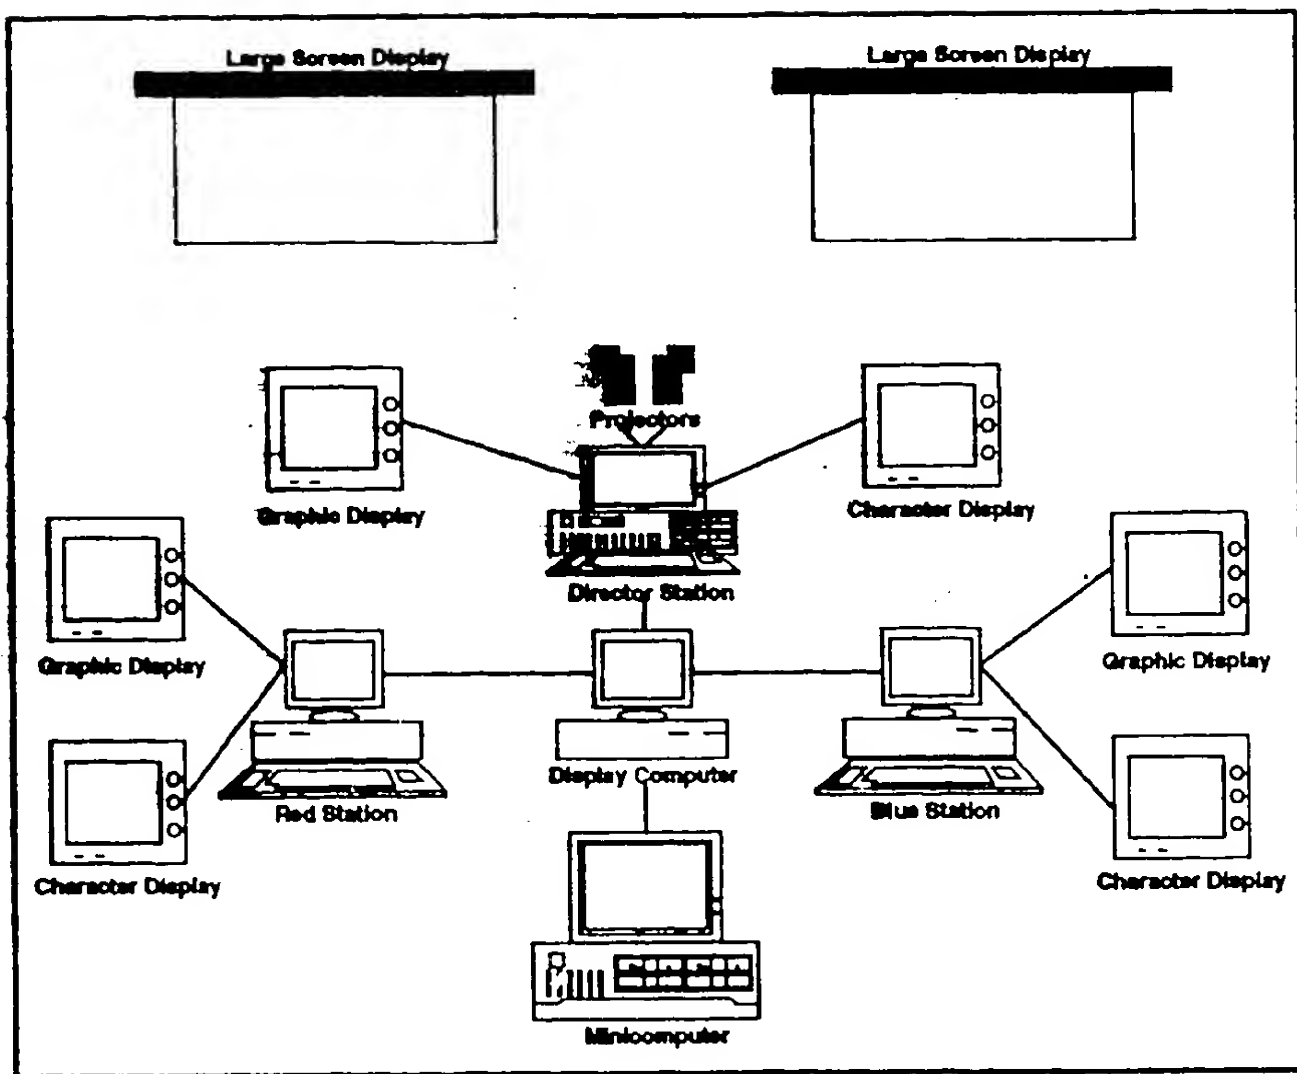 Large Screen Display
Large Screen Display
Projectors
Graphic Display
Character Display
Director Station
Graphic Display
Graphic Display
Display Computer
Red Station
Blue Station
Character Display
Character Display
Minicomputer